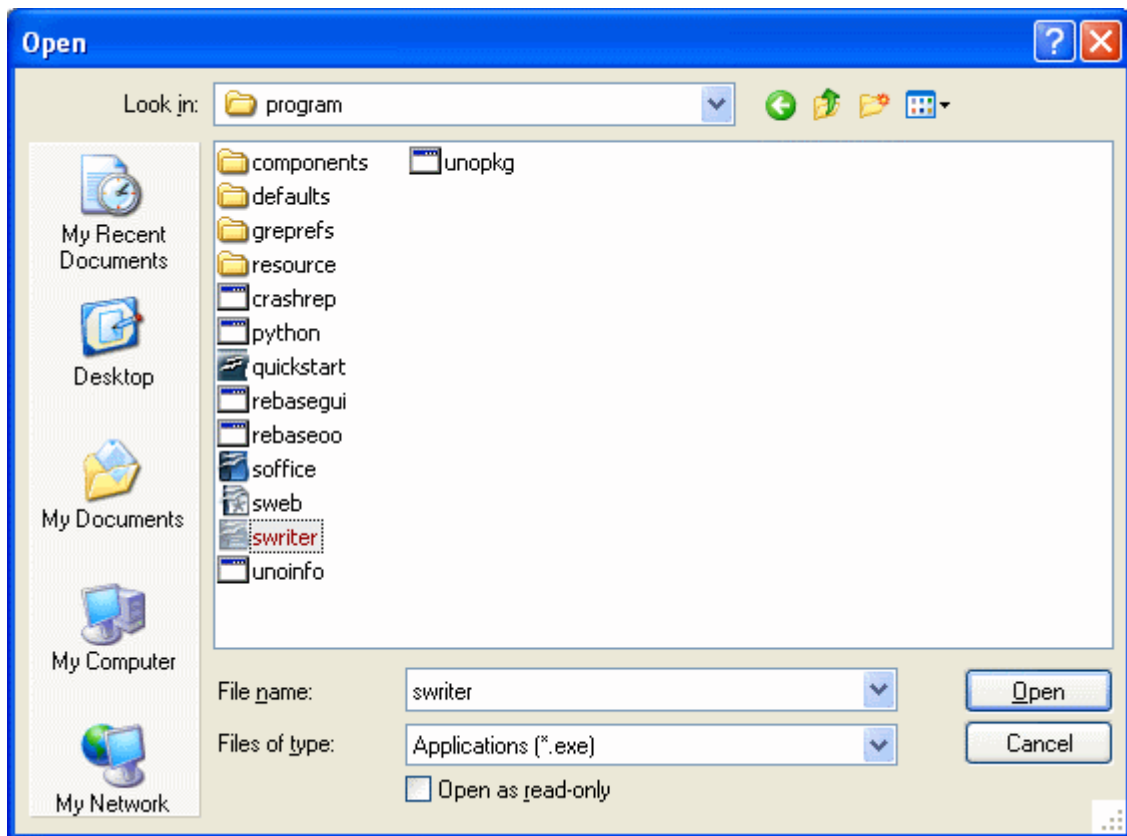 Open
Look in: program
My Recent
Documents
Desktop
My Documents
My Computer
My Network
components
defaults
greprefs
resource
crashrep
python
quickstart
rebasegui
rebaseoo
soffice
sweb
swriter
unoinfo
unopkg
File name: swriter
Open
Files of type: Applications (*.exe)
Cancel
Open as read-only